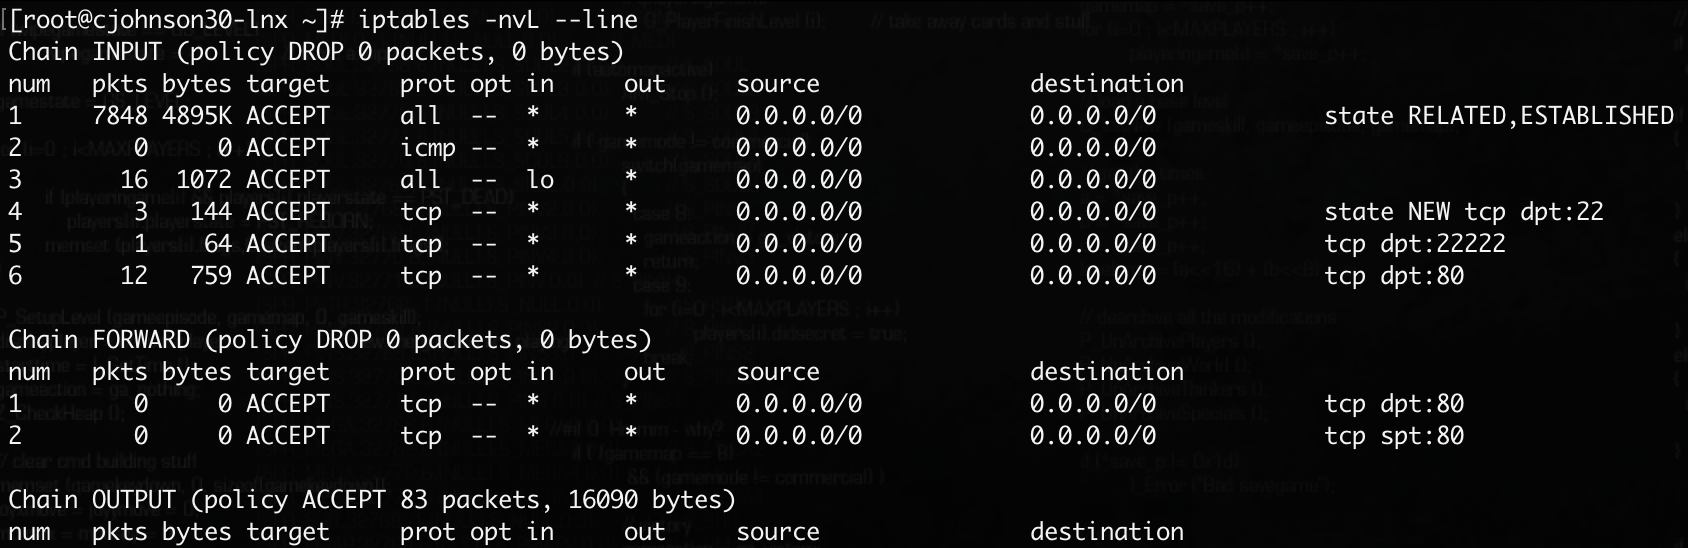 [[root@cjohnson30-lnx ~]# iptables -nvL --line
Chain INPUT (policy DROP 0 packets, 0 bytes)
num   pkts bytes target     prot opt in     out     source               destination
1     7848 4895K ACCEPT     all  --  *      *       0.0.0.0/0            0.0.0.0/0            state RELATED,ESTABLISHED
2        0     0 ACCEPT     icmp --  *      *       0.0.0.0/0            0.0.0.0/0
3       16  1072 ACCEPT     all  --  lo     *       0.0.0.0/0            0.0.0.0/0
4        3   144 ACCEPT     tcp  --  *      *       0.0.0.0/0            0.0.0.0/0            state NEW tcp dpt:22
5        1    64 ACCEPT     tcp  --  *      *       0.0.0.0/0            0.0.0.0/0            tcp dpt:22222
6       12   759 ACCEPT     tcp  --  *      *       0.0.0.0/0            0.0.0.0/0            tcp dpt:80
Chain FORWARD (policy DROP 0 packets, 0 bytes)
num   pkts bytes target     prot opt in     out     source               destination
1        0     0 ACCEPT     tcp  --  *      *       0.0.0.0/0            0.0.0.0/0            tcp dpt:80
2        0     0 ACCEPT     tcp  --  *      *       0.0.0.0/0            0.0.0.0/0            tcp spt:80
Chain OUTPUT (policy ACCEPT 83 packets, 16090 bytes)
num   pkts bytes target     prot opt in     out     source               destination